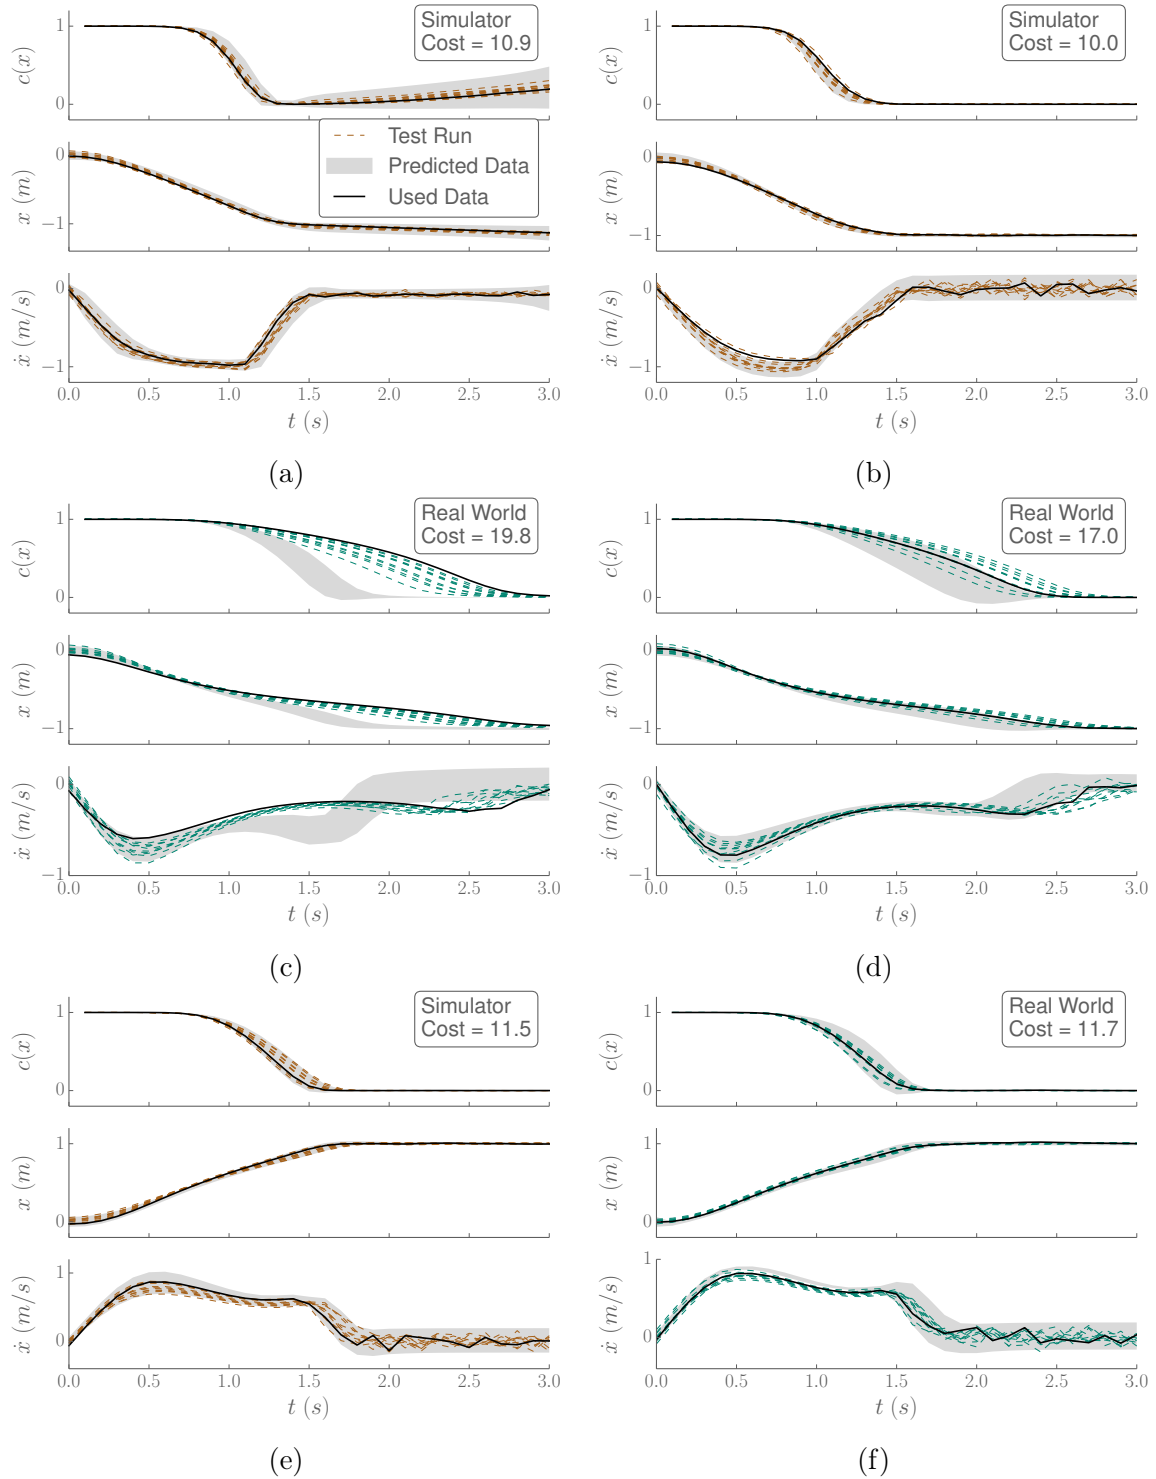 c(x)
1
0
Simulator
Cost = 10.9
x (m)
0
−1
Test Run
Predicted Data
Used Data
ẋ (m/s)
0
−1
0.0 0.5 1.0 1.5 2.0 2.5 3.0
t (s)
(a)
c(x)
1
0
Simulator
Cost = 10.0
x (m)
0
−1
ẋ (m/s)
0
−1
0.0 0.5 1.0 1.5 2.0 2.5 3.0
t (s)
(b)
c(x)
1
0
Real World
Cost = 19.8
x (m)
0
−1
ẋ (m/s)
0
−1
0.0 0.5 1.0 1.5 2.0 2.5 3.0
t (s)
(c)
c(x)
1
0
Real World
Cost = 17.0
x (m)
0
−1
ẋ (m/s)
0
−1
0.0 0.5 1.0 1.5 2.0 2.5 3.0
t (s)
(d)
c(x)
1
0
Simulator
Cost = 11.5
x (m)
1
0
ẋ (m/s)
1
0
0.0 0.5 1.0 1.5 2.0 2.5 3.0
t (s)
(e)
c(x)
1
0
Real World
Cost = 11.7
x (m)
1
0
ẋ (m/s)
1
0
0.0 0.5 1.0 1.5 2.0 2.5 3.0
t (s)
(f)